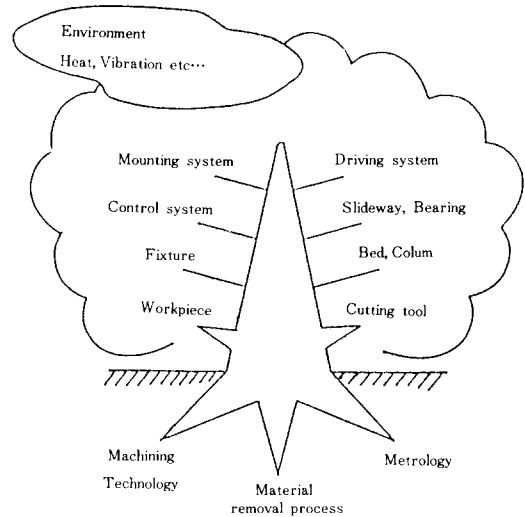 Environment
Heat, Vibration etc…
Mounting system
Driving system
Control system
Slideway, Bearing
Fixture
Bed, Colum
Workpiece
Cutting tool
Machining
Technology
Material
removal process
Metrology